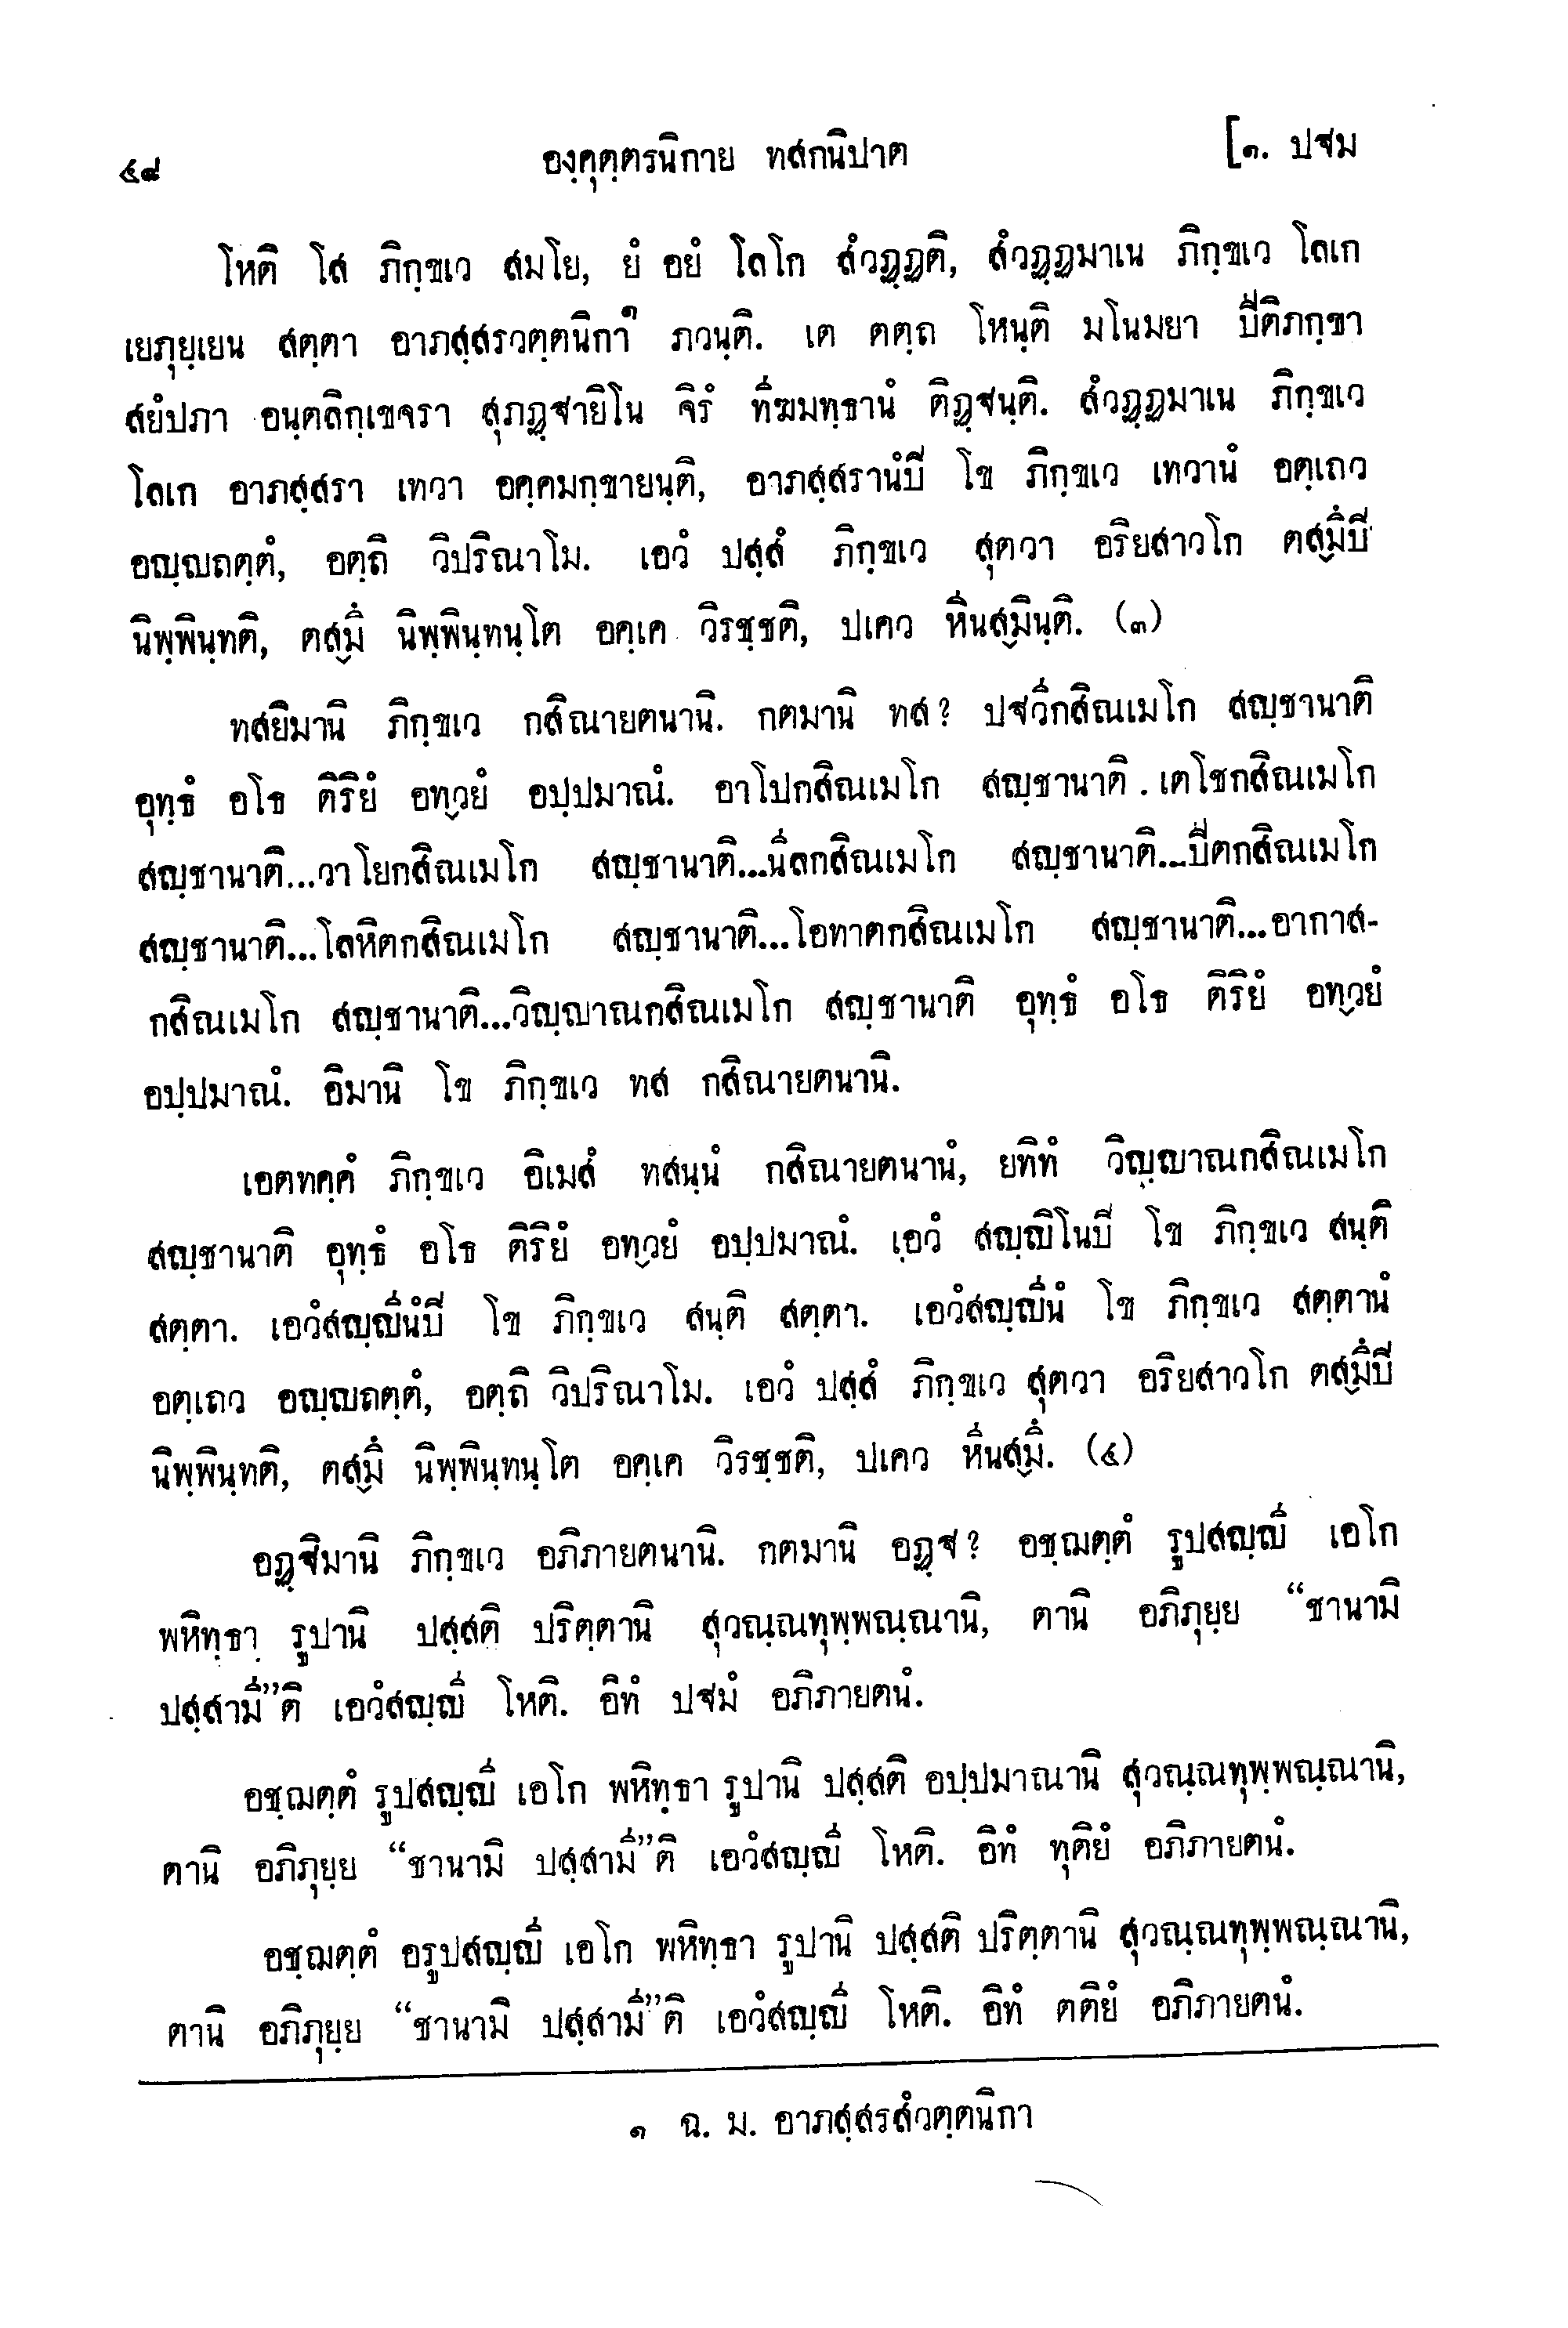 ๔๘ องฺคุตฺตรนิกาย ทสกนิปาต [๑. ปฐม
โหติ โส ภิกฺขเว สมโย, ยํ อยํ โลโก สํวฏฺฏติ, สํวฏฺฏมาเน ภิกฺขเว โลเก
เยภุยฺเยน สตฺตา อาภสฺสรวตฺตนิกา๑ ภวนฺติ. เต ตตฺถ โหนฺติ มโนมยา ปีติภกฺขา
สยํปภา อนฺตลิกฺเขจรา สุภฏฺฐายิโน จิรํ ทีฆมทฺธานํ ติฏฺฐนฺติ. สํวฏฺฏมาเน ภิกฺขเว
โลเก อาภสฺสรา เทวา อคฺคมกฺขายนฺติ, อาภสฺสรานํปิ โข ภิกฺขเว เทวานํ อตฺเถว
อญฺญถตฺตํ, อตฺถิ วิปริณาโม. เอวํ ปสฺสํ ภิกฺขเว สุตวา อริยสาวโก ตสฺมึปิ
นิพฺพินฺทติ, ตสฺมึ นิพฺพินฺทนฺโต อคฺเค วิรชฺชติ, ปเคว หีนสฺมินฺติ. (๓)
ทสยิมานิ ภิกฺขเว กสิณายตนานิ. กตมานิ ทส? ปฐวีกสิณเมโก สญฺชานาติ
อุทฺธํ อโธ ติริยํ อทฺวยํ อปฺปมาณํ. อาโปกสิณเมโก สญฺชานาติ . เตโชกสิณเมโก
สญฺชานาติ...วาโยกสิณเมโก สญฺชานาติ...นีลกสิณเมโก สญฺชานาติ...ปีตกสิณเมโก
สญฺชานาติ...โลหิตกสิณเมโก สญฺชานาติ...โอทาตกสิณเมโก สญฺชานาติ...อากาส-
กสิณเมโก สญฺชานาติ...วิญฺญาณกสิณเมโก สญฺชานาติ อุทฺธํ อโธ ติริยํ อทฺวยํ
อปฺปมาณํ. อิมานิ โข ภิกฺขเว ทส กสิณายตนานิ.
เอตทคฺคํ ภิกฺขเว อิเมสํ ทสนฺนํ กสิณายตนานํ, ยทิทํ วิญฺญาณกสิณเมโก
สญฺชานาติ อุทฺธํ อโธ ติริยํ อทฺวยํ อปฺปมาณํ. เอฺวํ สญฺญิโนปิ โข ภิกฺขเว สนฺติ
สตฺตา. เอวํสญฺญีนํปิ โข ภิกฺขเว สนฺติ สตฺตา. เอวํสญฺญีนํ โข ภิกฺขเว สตฺตานํ
อตฺเถว อญฺญถตฺตํ, อตฺถิ วิปริณาโม. เอวํ ปสฺสํ ภิกฺขเว สุตวา อริยสาวโก ตสฺมึปิ
นิพฺพินฺทติ, ตสฺมึ นิพฺพินฺทนฺโต อคฺเค วิรชฺชติ, ปเคว หีนสฺมึ. (๔)
อฏฺฐิมานิ ภิกฺขเว อภิภายตนานิ. กตมานิ อฏฺฐ? อชฺฌตฺตํ รูปสญฺญี เอโก
พหิทฺธา รูปานิ ปสฺสติ ปริตฺตานิ สุวณฺณทุพฺพณฺณานิ, ตานิ อภิภุยฺย “ชานามิ
ปสฺสามี”ติ เอวํสญฺญี โหติ. อิทํ ปฐมํ อภิภายตนํ.
อชฺฌตฺตํ รูปสญฺญี เอโก พหิทฺธา รูปานิ ปสฺสติ อปฺปมาณานิ สุวณฺณทุพฺพณฺณานิ,
ตานิ อภิภุยฺย “ชานามิ ปสฺสามี”ติ เอวํสญฺญี โหติ. อิทํ ทุติยํ อภิภายตนํ.
อชฺฌตฺตํ อรูปสญฺญี เอโก พหิทฺธา รูปานิ ปสฺสติ ปริตฺตานิ สุวณฺณทุพฺพณฺณานิ,
ตานิ อภิภุยฺย “ชานามิ ปสฺสามี”ติ เอวํสญฺญี โหติ. อิทํ ตติยํ อภิภายตนํ.
๑ ฉ. ม. อาภสฺสรสํวตฺตนิกา